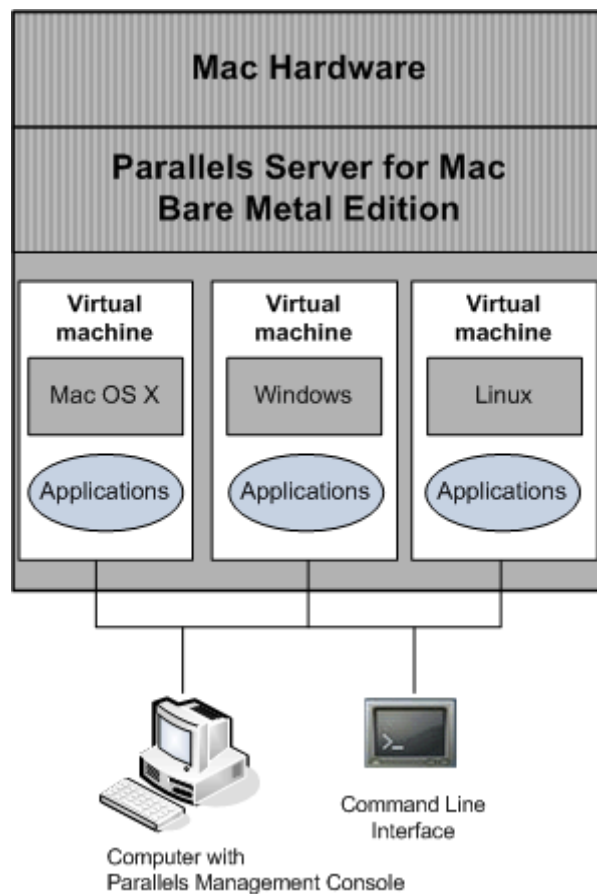 Mac Hardware
Parallels Server for Mac
Bare Metal Edition
Virtual
machine
Mac OS X
Applications
Virtual
machine
Windows
Applications
Virtual
machine
Linux
Applications
>_
Computer with
Parallels Management Console
Command Line
Interface